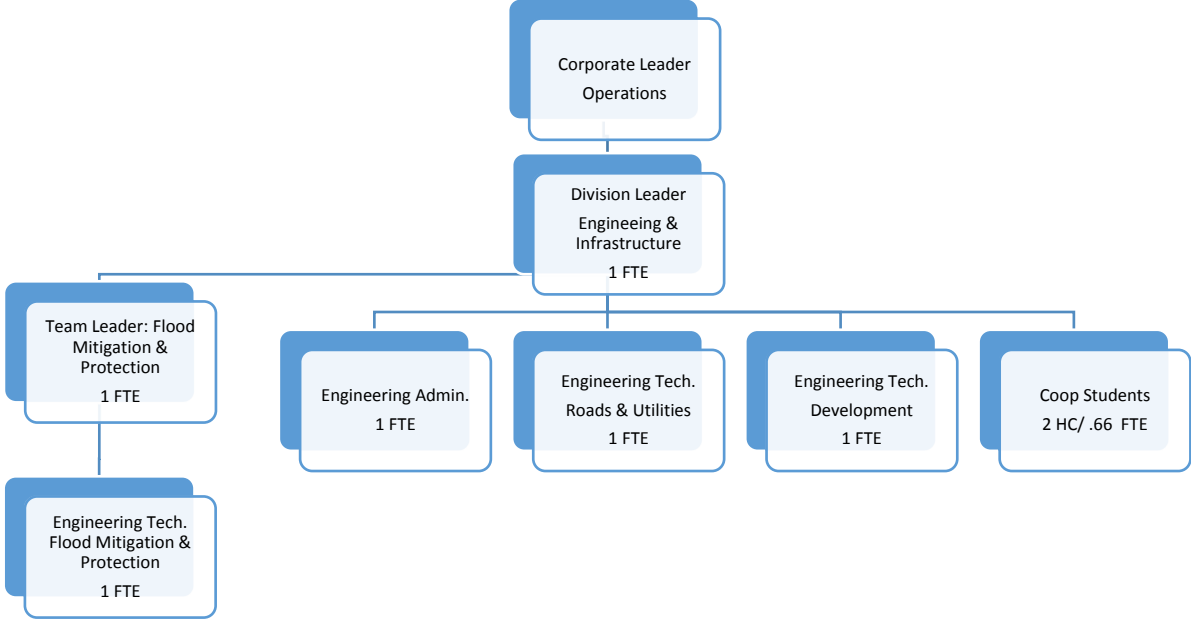 Corporate Leader
Operations
Division Leader
Engineeing &
Infrastructure
1 FTE
Team Leader: Flood
Mitigation &
Protection
1 FTE
Engineering Admin.
1 FTE
Engineering Tech.
Roads & Utilities
1 FTE
Engineering Tech.
Development
1 FTE
Coop Students
2 HC/ .66 FTE
Engineering Tech.
Flood Mitigation &
Protection
1 FTE